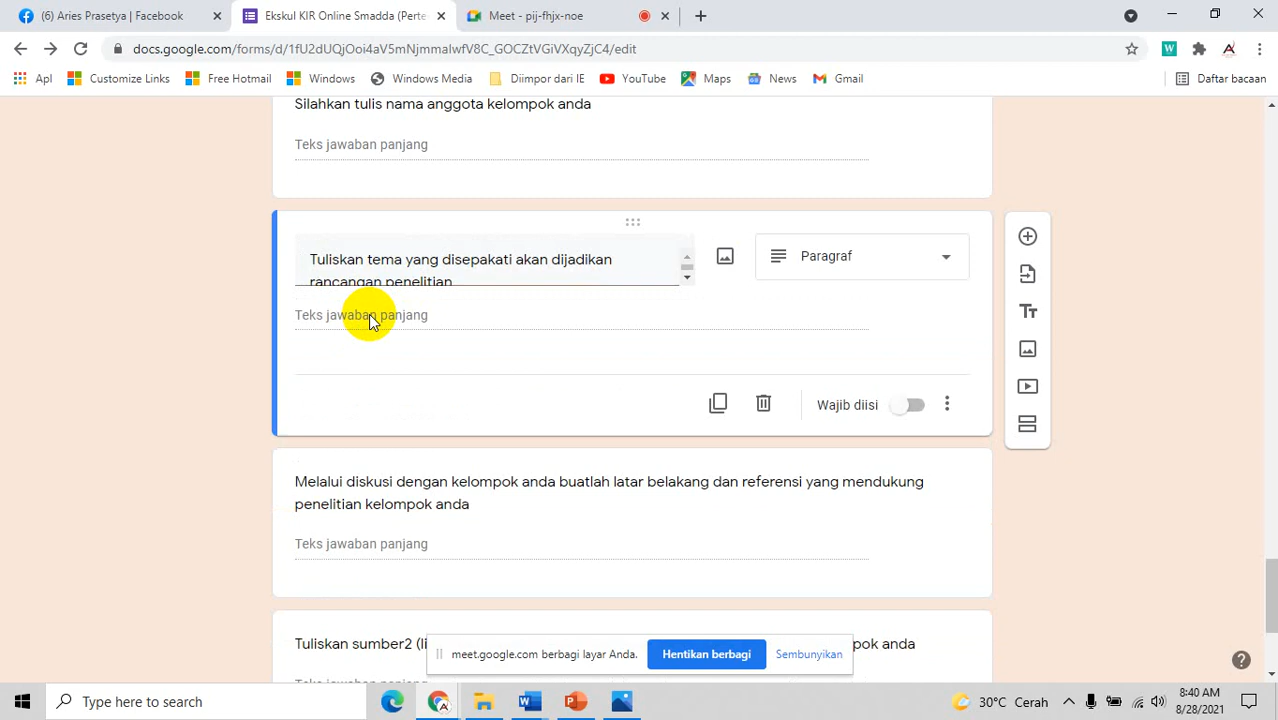 (6) Aries Prasetya | Facebook
Ekskul KIR Online Smadda (Perte
Meet - pij-fhjx-noe
docs.google.com/forms/d/1fU2dUQjOoi4aV5mNjmmaIwfV8C_GOCZtVGiVXqyZjC4/edit
Apl
Customize Links
Free Hotmail
Windows
Windows Media
Diimpor dari IE
YouTube
Maps
News
Gmail
Daftar bacaan
Silahkan tulis nama anggota kelompok anda
Teks jawaban panjang
Tuliskan tema yang disepakati akan dijadikan
rancangan penelitian
Paragraf
Teks jawaban panjang
Wajib diisi
Melalui diskusi dengan kelompok anda buatlah latar belakang dan referensi yang mendukung
penelitian kelompok anda
Teks jawaban panjang
Tuliskan sumber2 (li
pok anda
meet.google.com berbagi layar Anda.
Hentikan berbagi
Sembunyikan
Type here to search
30°C Cerah
8:40 AM
8/28/2021